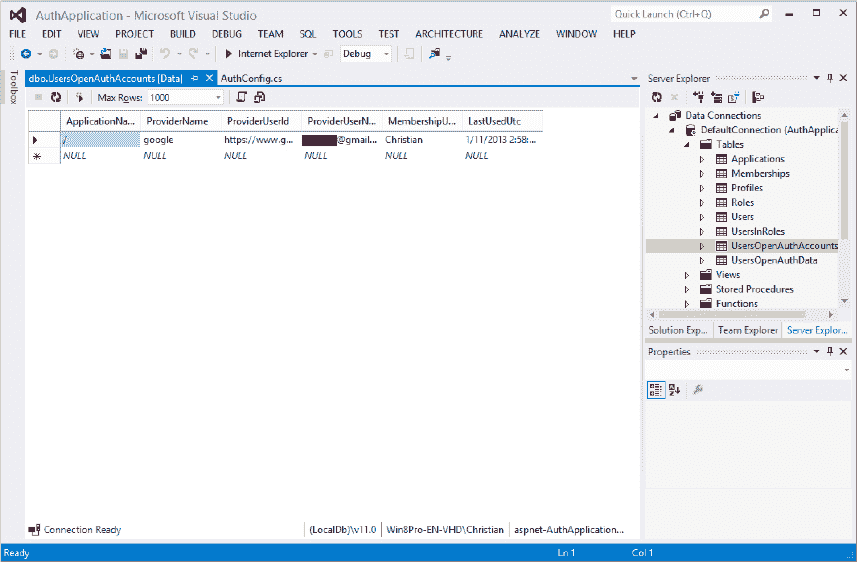 AuthApplication - Microsoft Visual Studio
Quick Launch (Ctrl+Q)
FILE EDIT VIEW PROJECT BUILD DEBUG TEAM SQL TOOLS TEST ARCHITECTURE ANALYZE WINDOW HELP
Internet Explorer Debug
Toolbox
dbo.UsersOpenAuthAccounts [Data] AuthConfig.cs
Max Rows: 1000
ApplicationNa... ProviderName ProviderUserId ProviderUserN... MembershipU... LastUsedUtc
/ google https://www.g... @gmail... Christian 1/11/2013 2:58:...
NULL NULL NULL NULL NULL NULL
Server Explorer
Data Connections
DefaultConnection (AuthApplica
Tables
Applications
Memberships
Profiles
Roles
Users
UsersInRoles
UsersOpenAuthAccounts
UsersOpenAuthData
Views
Stored Procedures
Functions
Solution Exp... Team Explorer Server Explor...
Properties
Connection Ready (LocalDb)\v11.0 Win8Pro-EN-VHD\Christian aspnet-AuthApplication...
Ready Ln 1 Col 1